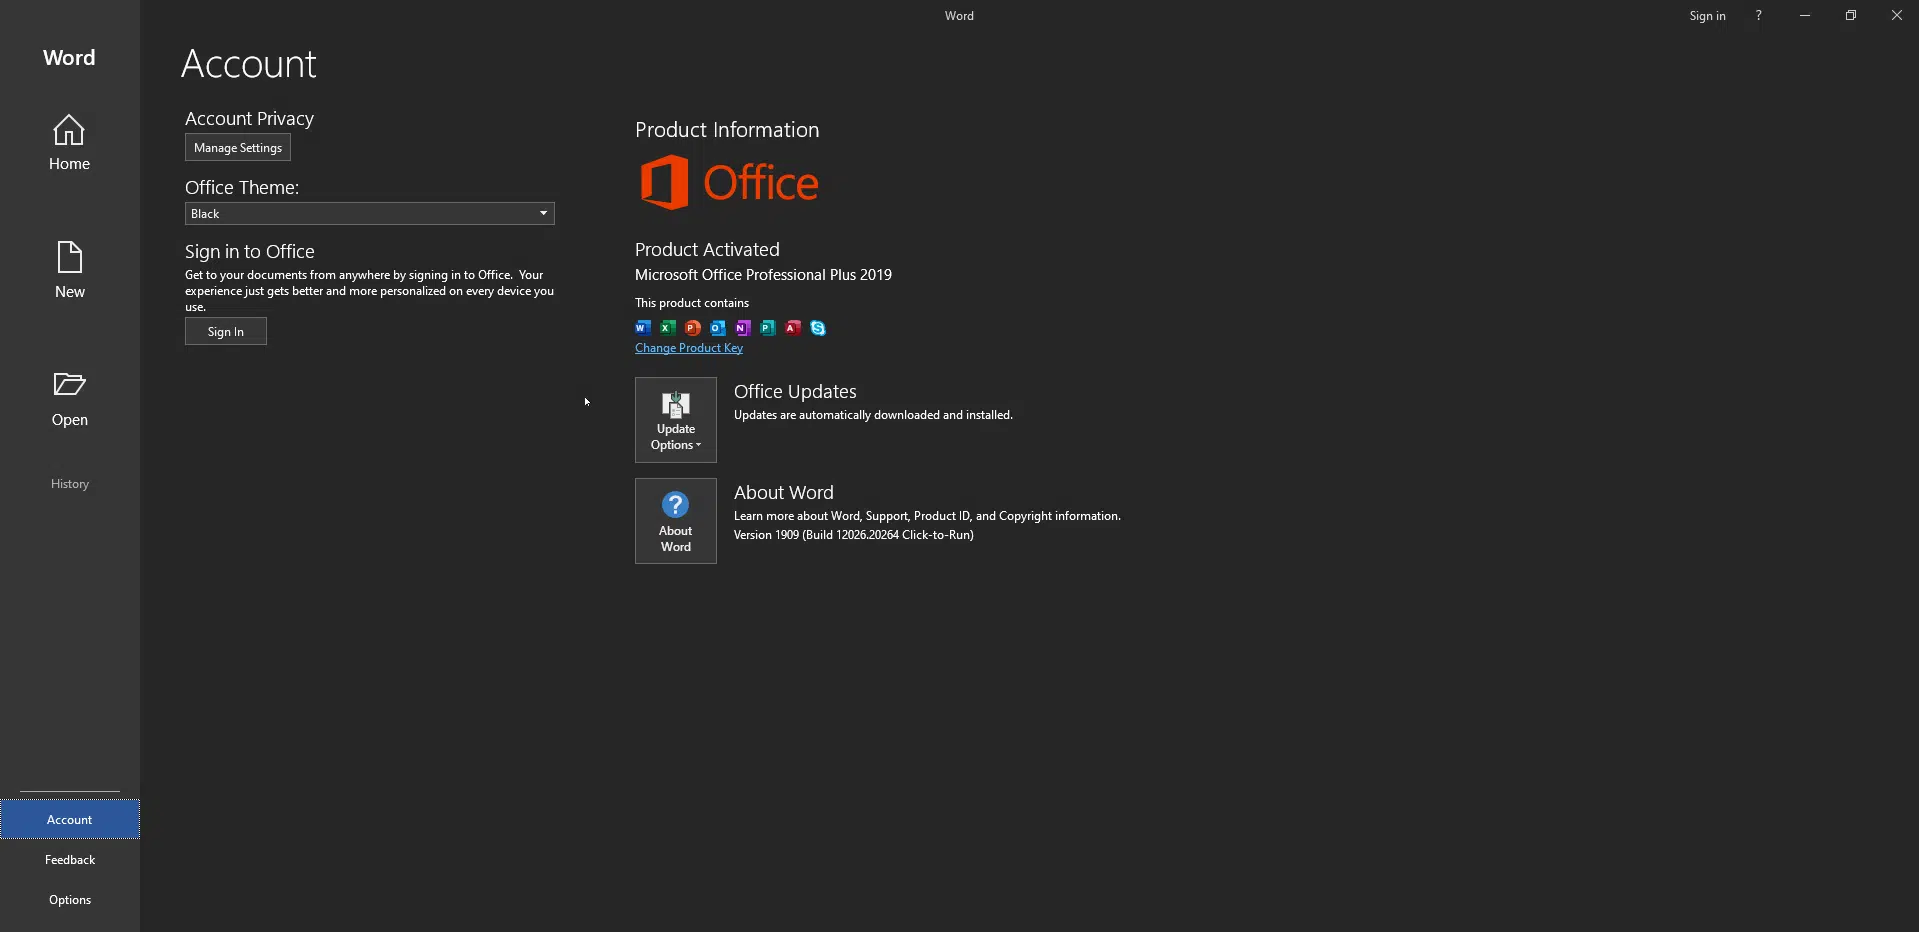 Word
Sign in
?
Word
Home
New
Open
History
Account
Feedback
Options
Account
Account Privacy
Manage Settings
Office Theme:
Black
Sign in to Office
Get to your documents from anywhere by signing in to Office. Your
experience just gets better and more personalized on every device you
use.
Sign In
Product Information
Office
Product Activated
Microsoft Office Professional Plus 2019
This product contains
W X P O N P A S
Change Product Key
Update
Options
Office Updates
Updates are automatically downloaded and installed.
?
About
Word
About Word
Learn more about Word, Support, Product ID, and Copyright information.
Version 1909 (Build 12026.20264 Click-to-Run)